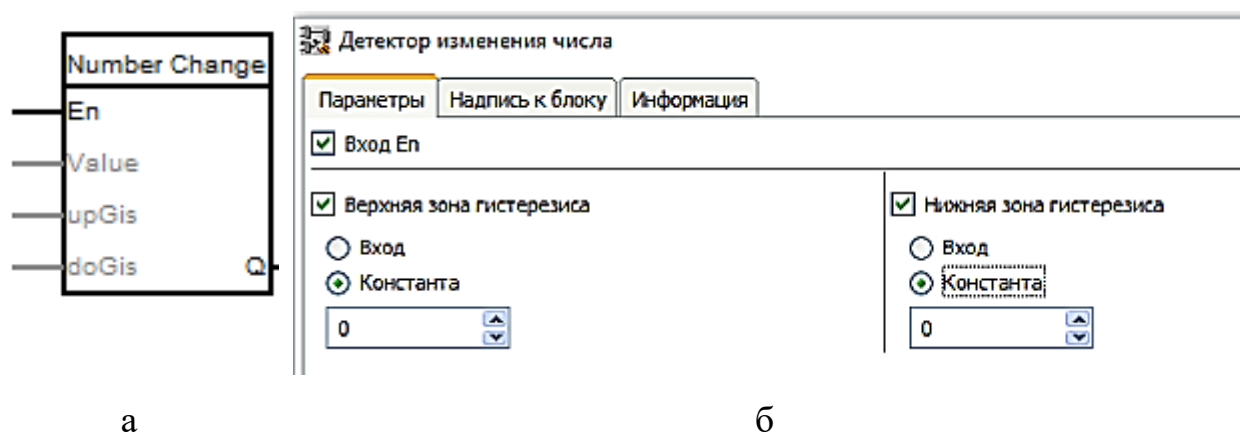 Number Change
En
Value
upGis
doGis Q
Детектор изменения числа
Параметры Надпись к блоку Информация
Вход En
Верхняя зона гистерезиса
Вход
Константа
0
Нижняя зона гистерезиса
Вход
Константа
0
а б